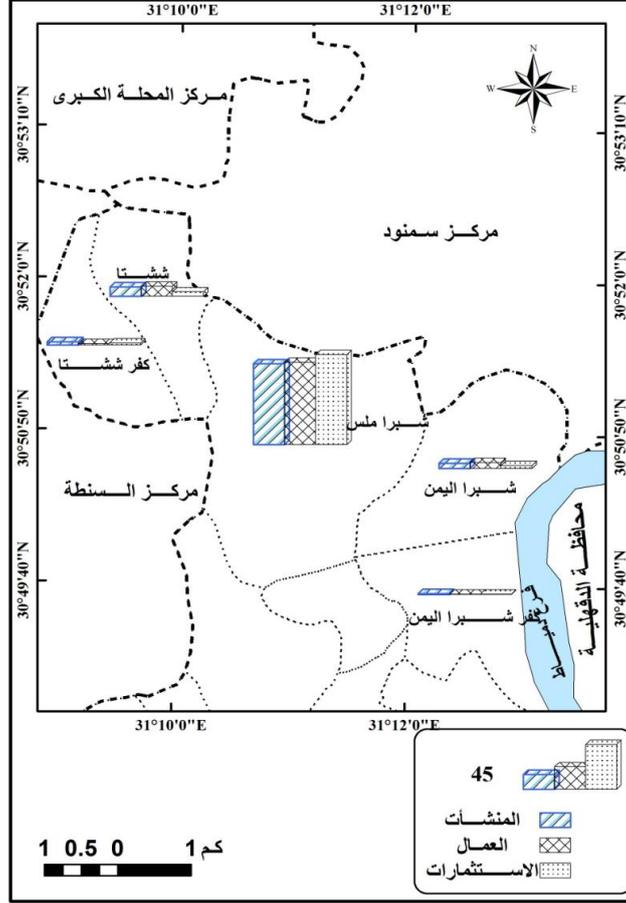 31°10'0"E
31°12'0"E
مركز المحلة الكبرى
N
W
E
S
30°53'10"N
30°53'10"N
مركز سمنود
ششتا
30°52'0"N
30°52'0"N
كفر ششتا
شبرا ملس
30°50'50"N
30°50'50"N
مركز السنطة
شبرا اليمن
محافظة الدقهلية
30°49'40"N
30°49'40"N
كفر شبرا اليمن
فرع دمياط
31°10'0"E
31°12'0"E
45
المنشأت
العمال
الاستثمارات
1 0.5 0 1 كم